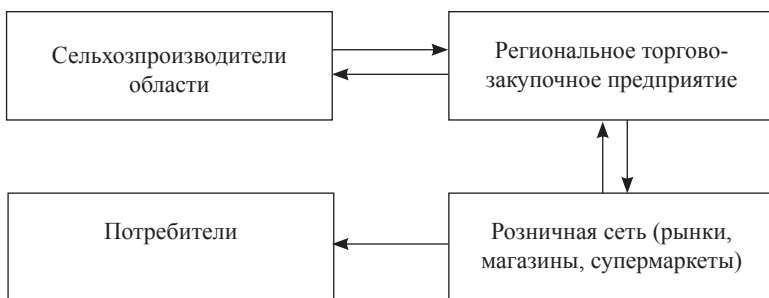 Сельхозпроизводители
области
Региональное торгово-
закупочное предприятие
Потребители
Розничная сеть (рынки,
магазины, супермаркеты)